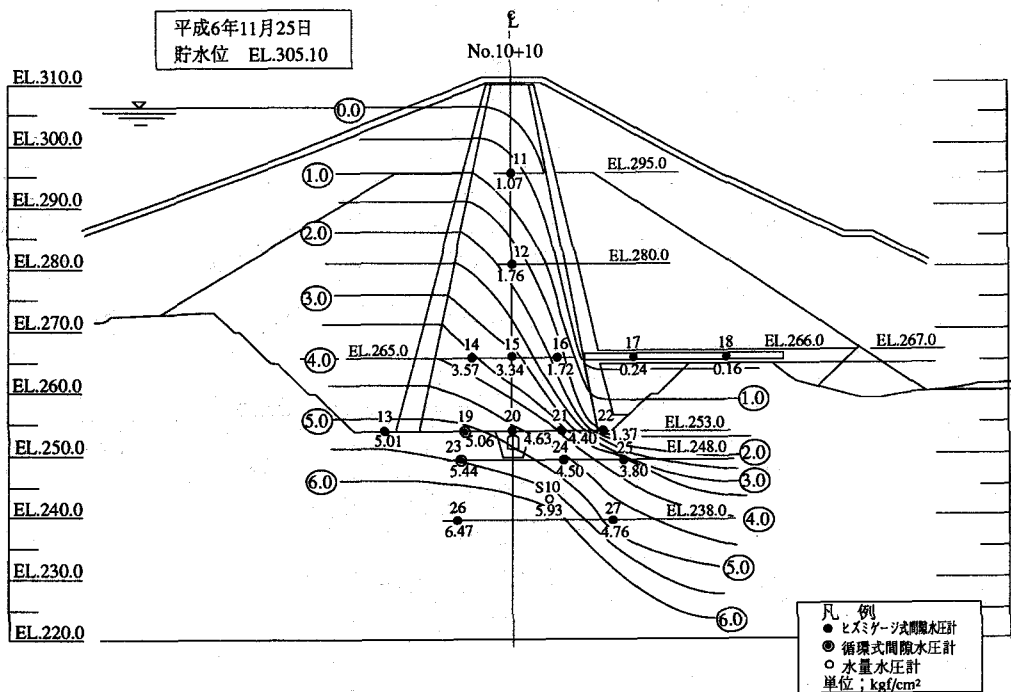 平成6年11月25日
貯水位 EL.305.10
℄
No.10+10
EL.310.0
EL.300.0
EL.290.0
EL.280.0
EL.270.0
EL.260.0
EL.250.0
EL.240.0
EL.230.0
EL.220.0
0.0
1.0
2.0
3.0
4.0
5.0
6.0
11
1.07
EL.295.0
12
1.76
EL.280.0
EL.265.0
14
3.57
15
3.34
16
1.72
17
0.24
18
0.16
EL.266.0
EL.267.0
1.0
13
5.01
19
5.06
20
4.63
21
4.40
22
1.37
EL.253.0
23
5.44
24
4.50
25
3.80
EL.248.0
2.0
3.0
S10
5.93
26
6.47
27
4.76
EL.238.0
4.0
5.0
6.0
凡 例
● ヒズミゲージ式間隙水圧計
◉ 循環式間隙水圧計
○ 水量水圧計
単位；kgf/cm²